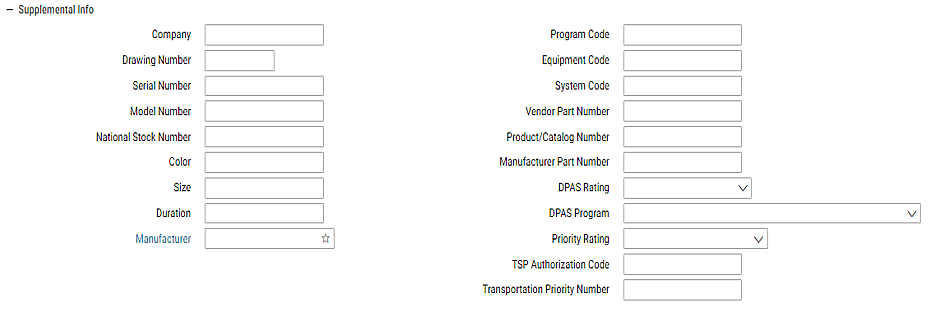 — Supplemental Info
Company
Drawing Number
Serial Number
Model Number
National Stock Number
Color
Size
Duration
Manufacturer
Program Code
Equipment Code
System Code
Vendor Part Number
Product/Catalog Number
Manufacturer Part Number
DPAS Rating
DPAS Program
Priority Rating
TSP Authorization Code
Transportation Priority Number